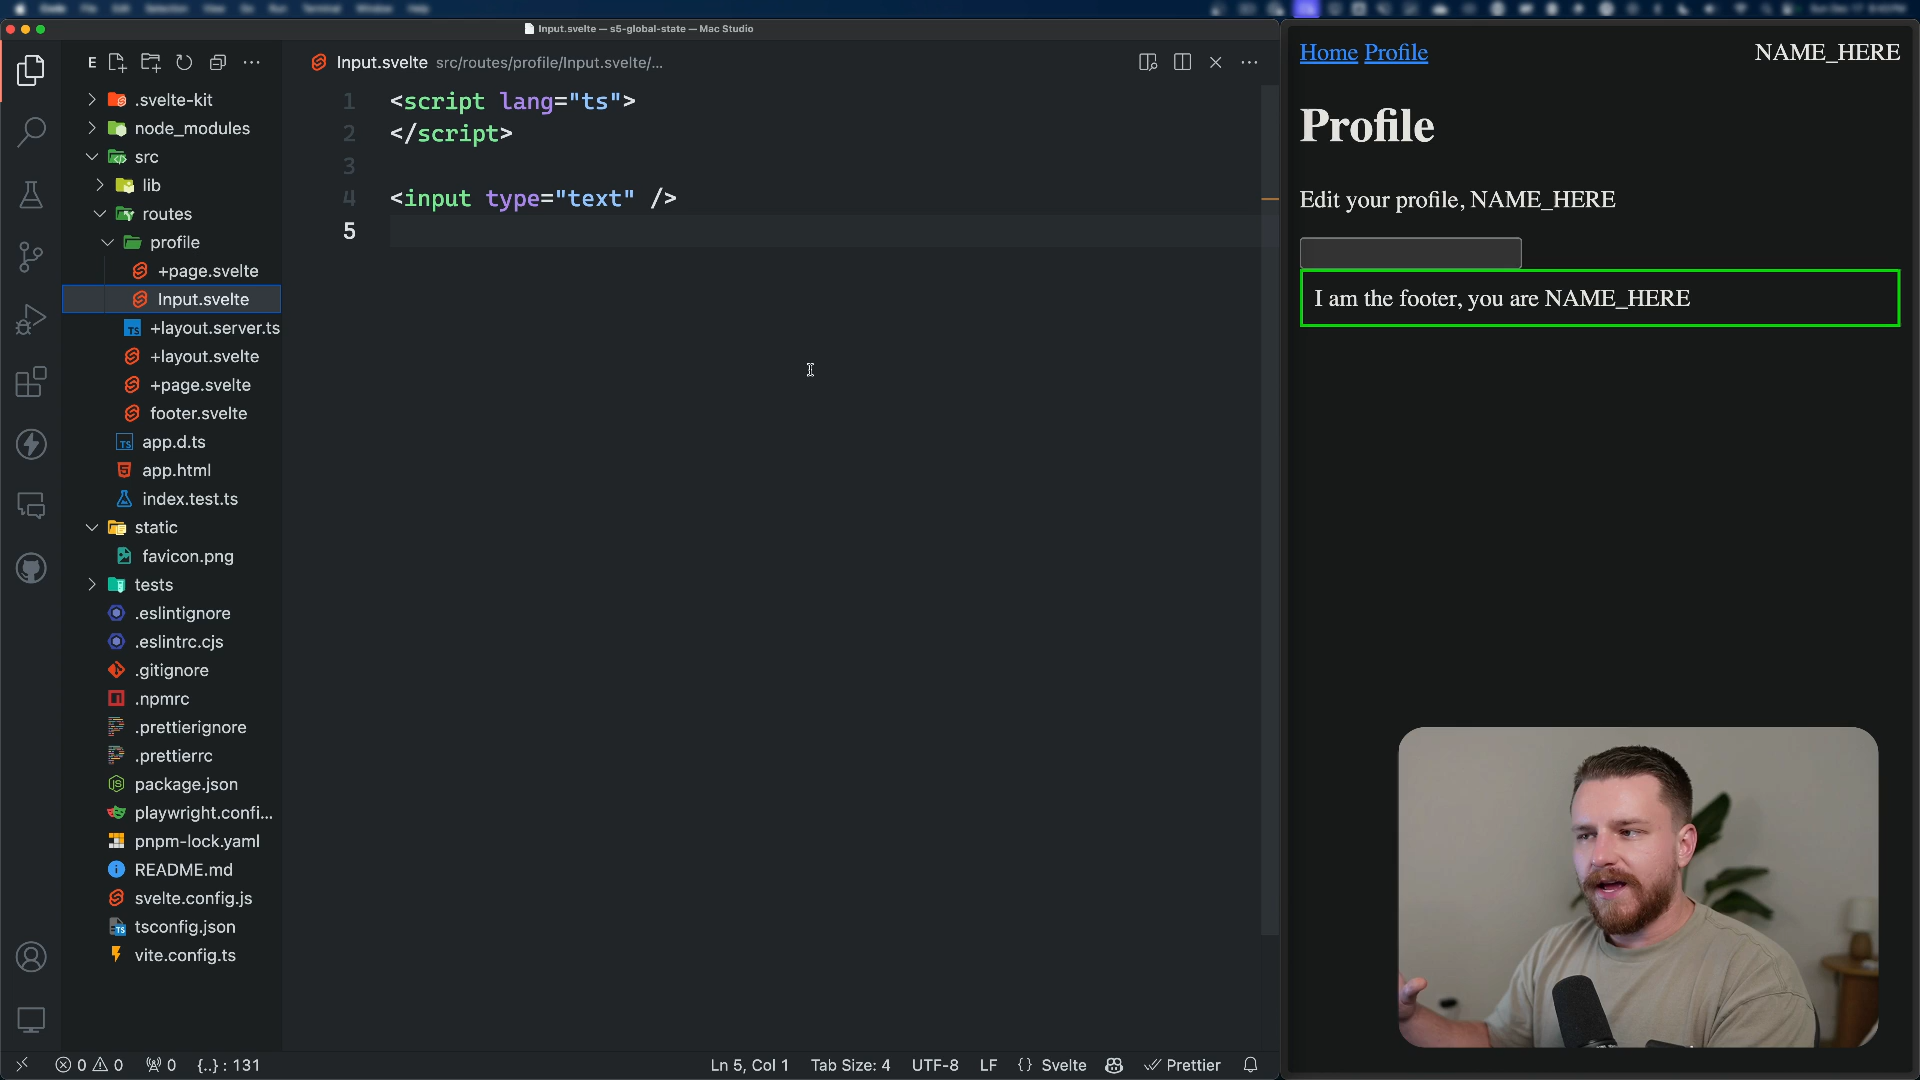 Input.svelte — s5-global-state — Mac Studio
E
Input.svelte src/routes/profile/Input.svelte/...
.svelte-kit
node_modules
src
lib
routes
profile
+page.svelte
Input.svelte
+layout.server.ts
+layout.svelte
+page.svelte
footer.svelte
app.d.ts
app.html
index.test.ts
static
favicon.png
tests
.eslintignore
.eslintrc.cjs
.gitignore
.npmrc
.prettierignore
.prettierrc
package.json
playwright.confi...
pnpm-lock.yaml
README.md
svelte.config.js
tsconfig.json
vite.config.ts
1 <script lang="ts">
2 </script>
3
4 <input type="text" />
5
Home Profile NAME_HERE
Profile
Edit your profile, NAME_HERE
I am the footer, you are NAME_HERE
0 0 0 {..} : 131 Ln 5, Col 1 Tab Size: 4 UTF-8 LF {} Svelte Prettier